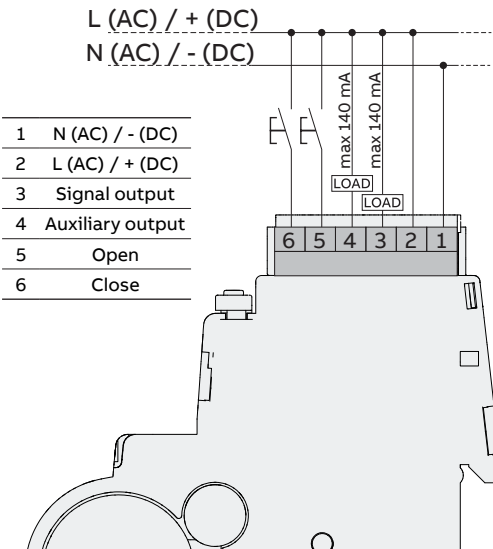 L (AC) / + (DC)
N (AC) / - (DC)
max 140 mA
max 140 mA
LOAD
LOAD
1 N (AC) / - (DC)
2 L (AC) / + (DC)
3 Signal output
4 Auxiliary output
5 Open
6 Close
6 5 4 3 2 1